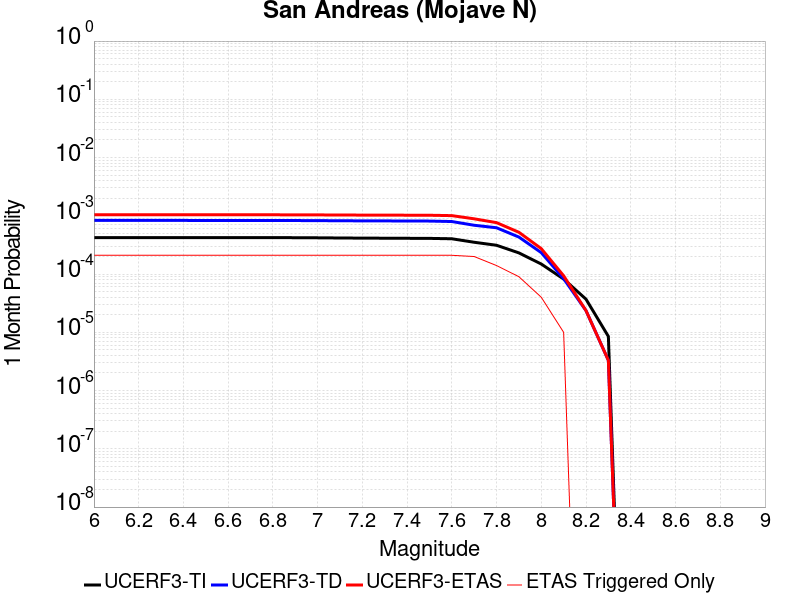 San Andreas (Mojave N)
10^0
10^-1
10^-2
10^-3
10^-4
10^-5
10^-6
10^-7
10^-8
1 Month Probability
6 6.2 6.4 6.6 6.8 7 7.2 7.4 7.6 7.8 8 8.2 8.4 8.6 8.8 9
Magnitude
UCERF3-TI UCERF3-TD UCERF3-ETAS ETAS Triggered Only